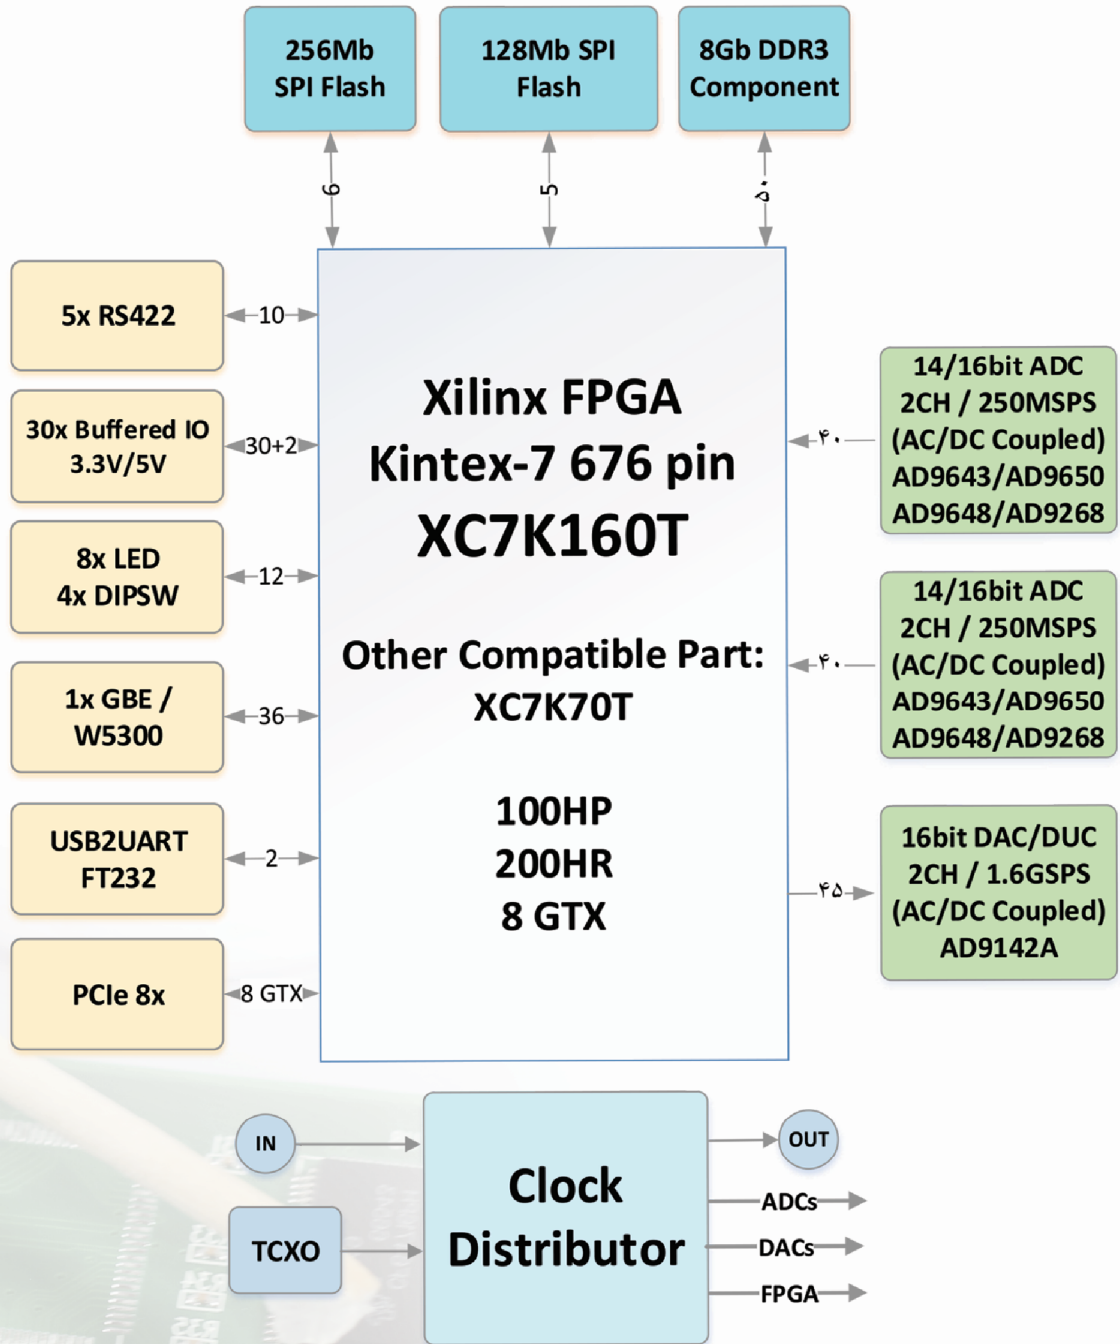 256Mb
SPI Flash
128Mb SPI
Flash
8Gb DDR3
Component
6
5
۵۰
5x RS422
10
30x Buffered IO
3.3V/5V
30+2
8x LED
4x DIPSW
12
1x GBE /
W5300
36
USB2UART
FT232
2
PCIe 8x
8 GTX
Xilinx FPGA
Kintex-7 676 pin
XC7K160T
Other Compatible Part:
XC7K70T
100HP
200HR
8 GTX
۴۰
14/16bit ADC
2CH / 250MSPS
(AC/DC Coupled)
AD9643/AD9650
AD9648/AD9268
۴۰
14/16bit ADC
2CH / 250MSPS
(AC/DC Coupled)
AD9643/AD9650
AD9648/AD9268
۴۵
16bit DAC/DUC
2CH / 1.6GSPS
(AC/DC Coupled)
AD9142A
IN
TCXO
Clock
Distributor
OUT
ADCs
DACs
FPGA